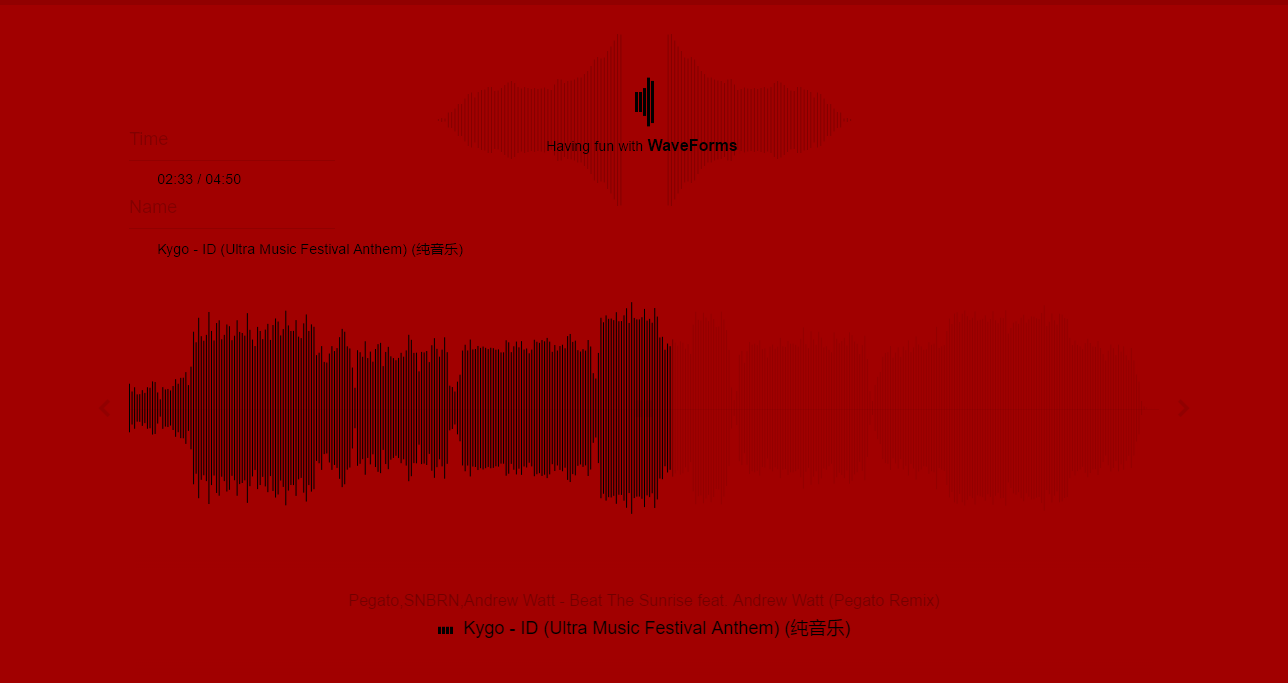 Having fun with WaveForms
Time
02:33 / 04:50
Name
Kygo - ID (Ultra Music Festival Anthem) (纯音乐)
Pegato SNBRN Andrew Watt - Beat The Sunrise feat. Andrew Watt (Pegato Remix)
Kygo - ID (Ultra Music Festival Anthem) (纯音乐)